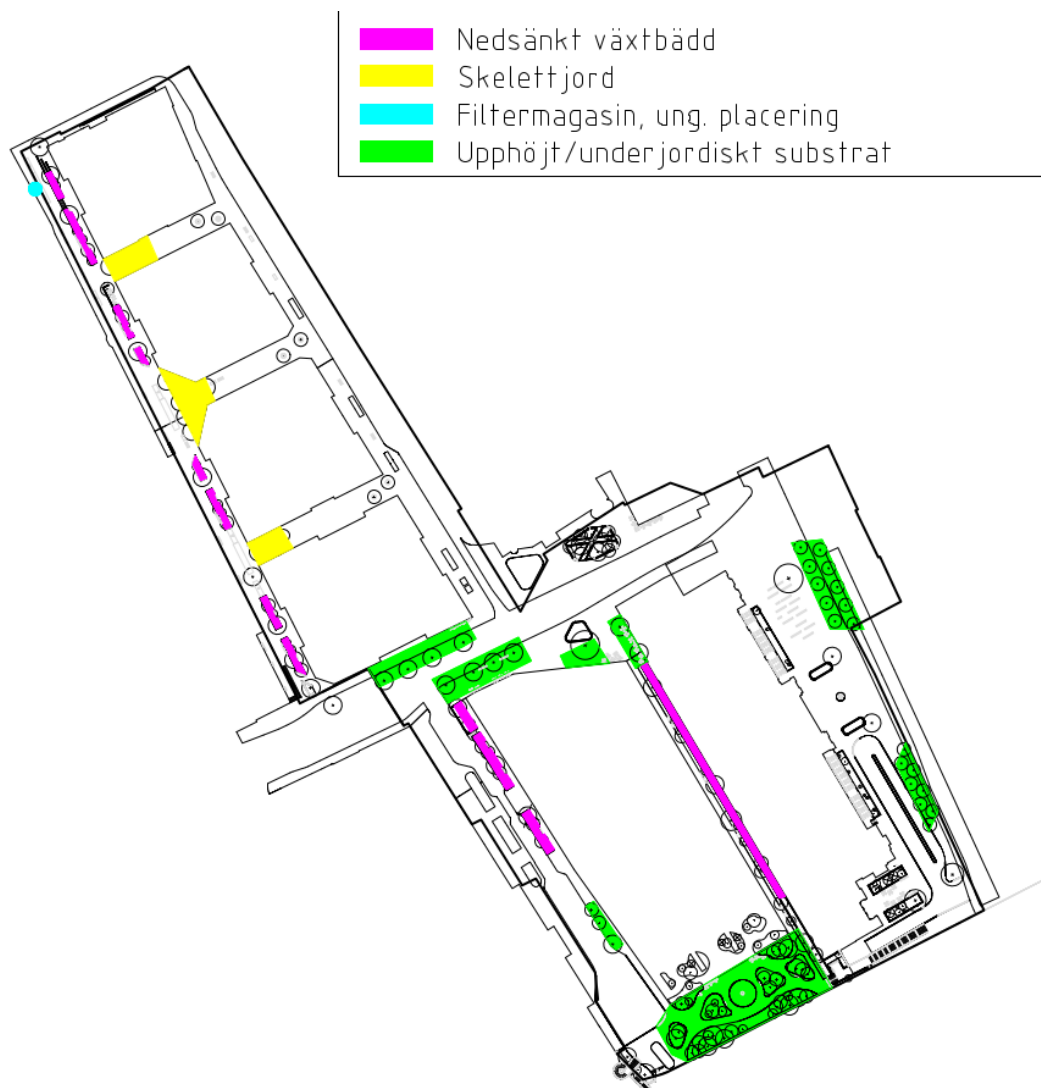 Nedsänkt växtbädd
Skelettjord
Filtermagasin, ung. placering
Upphöjt/underjordiskt substrat